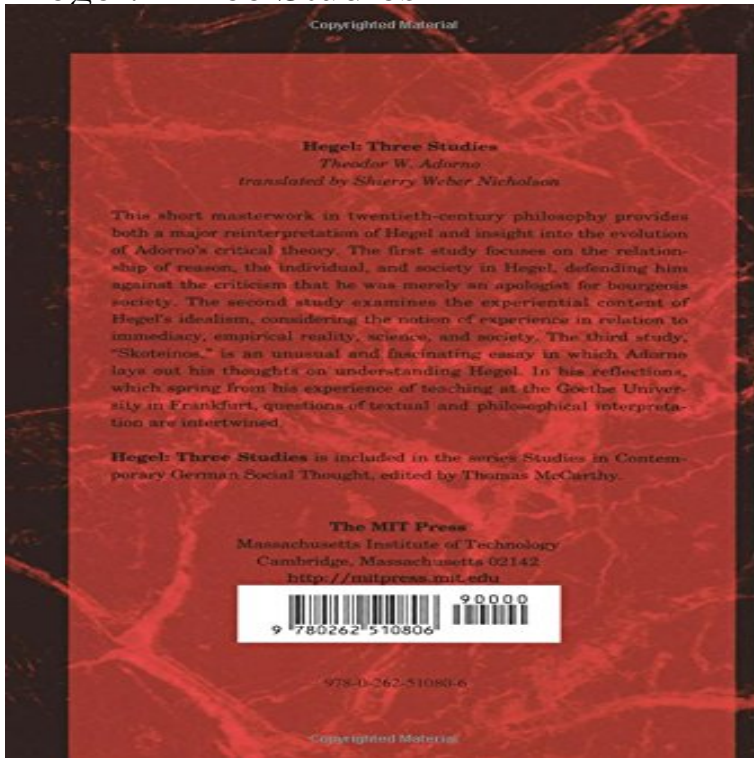 Copyrighted Material
Hegel: Three Studies
Theodor W. Adorno
translated by Shierry Weber Nicholson
This short masterwork in twentieth-century philosophy provides
both a major reinterpretation of Hegel and insight into the evolution
of Adorno's critical theory. The first study focuses on the relation-
ship of reason, the individual, and society in Hegel, defending him
against the criticism that he was merely an apologist for bourgeois
society. The second study examines the experiential content of
Hegel's idealism, considering the notion of experience in relation to
immediacy, empirical reality, science, and society. The third study,
"Skoteinos," is an unusual and fascinating essay in which Adorno
lays out his thoughts on understanding Hegel. In his reflections,
which spring from his experience of teaching at the Goethe Univer-
sity in Frankfurt, questions of textual and philosophical interpreta-
tion are intertwined.
Hegel: Three Studies is included in the series Studies in Contem-
porary German Social Thought, edited by Thomas McCarthy.
The MIT Press
Massachusetts Institute of Technology
Cambridge, Massachusetts 02142
http://mitpress.mit.edu
90000
9 780262 510806
978-0-262-51080-6
Copyrighted Material